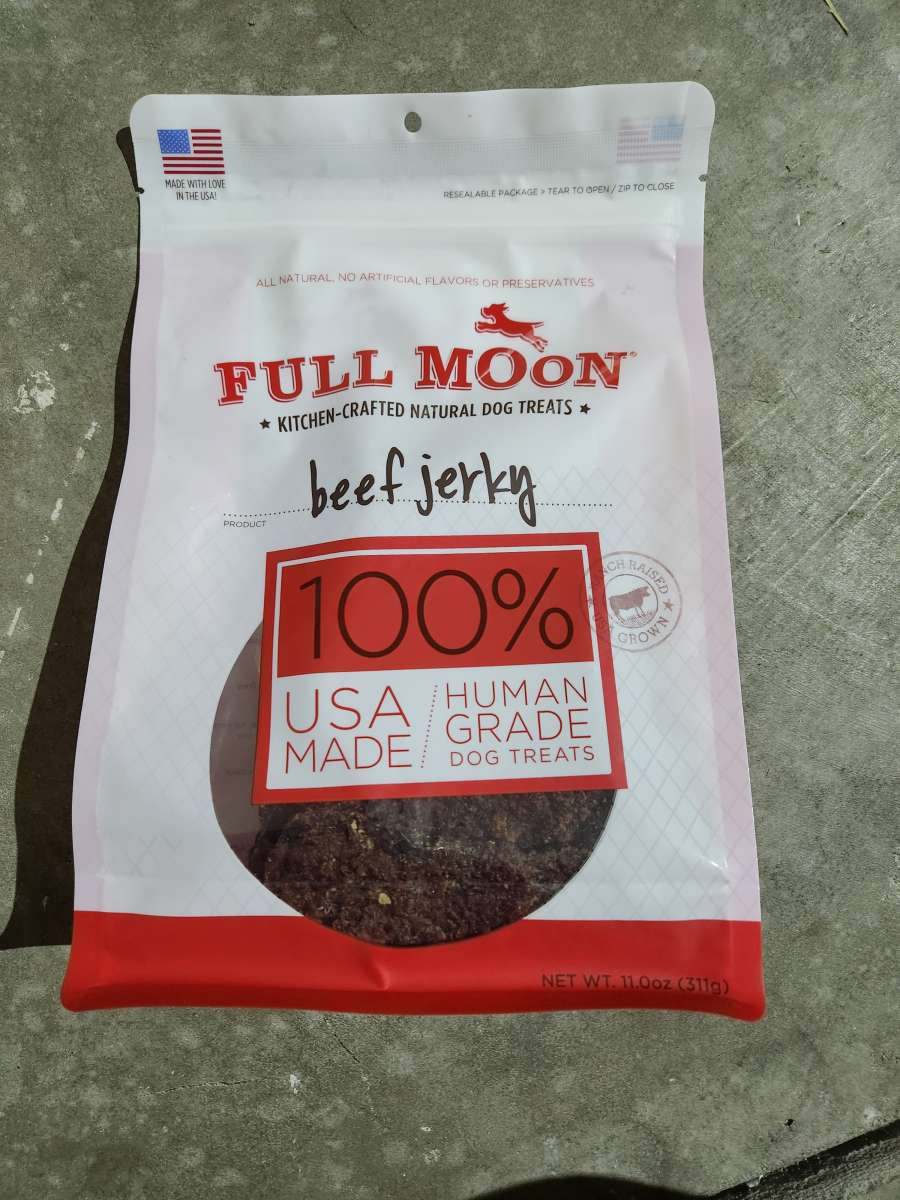 MADE WITH LOVE
IN THE USA!
RESEALABLE PACKAGE > TEAR TO OPEN / ZIP TO CLOSE
ALL NATURAL, NO ARTIFICIAL FLAVORS OR PRESERVATIVES
FULL MOON®
★ KITCHEN-CRAFTED NATURAL DOG TREATS ★
beef jerky
PRODUCT
100%
RAISED
GROWN
USA
MADE
HUMAN
GRADE
DOG TREATS
NET WT. 11.0oz (311g)